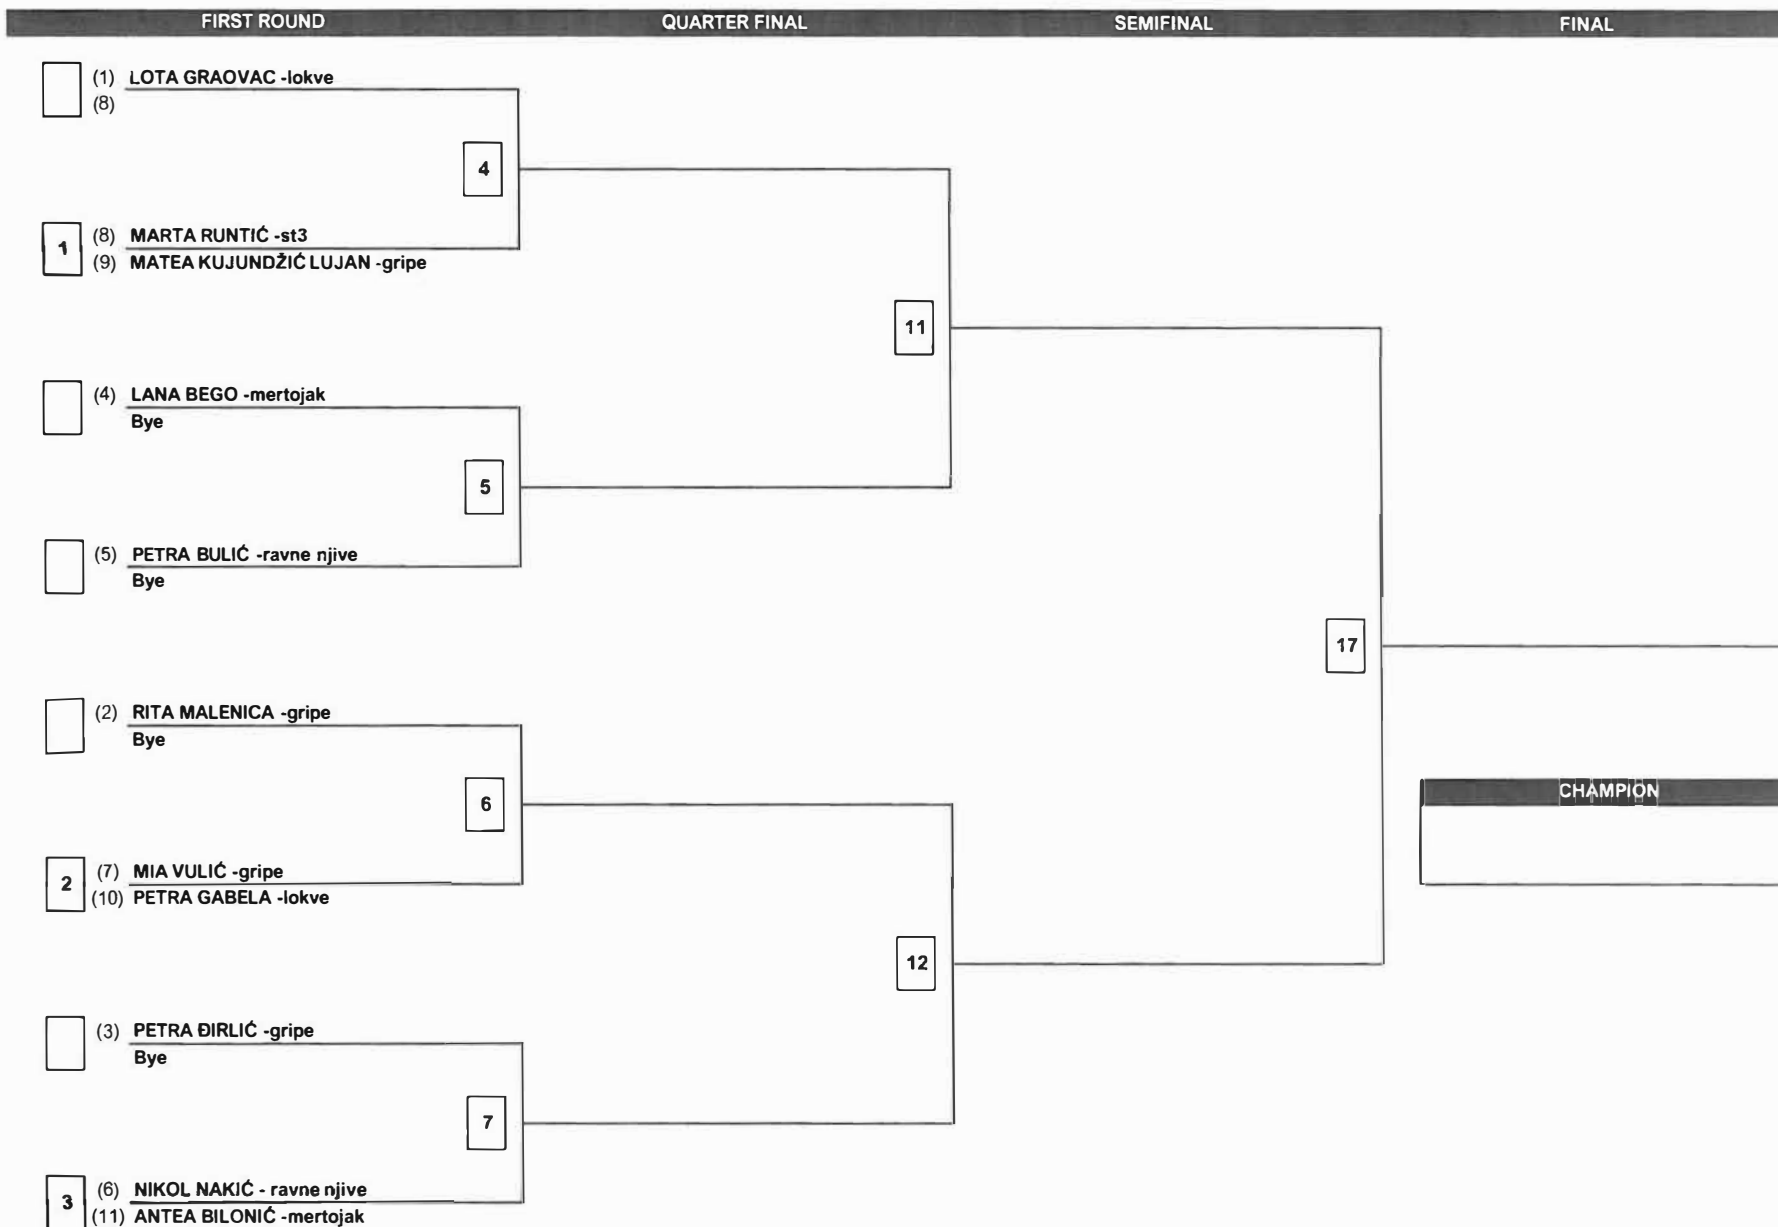 FIRST ROUND QUARTER FINAL SEMIFINAL FINAL
(1) LOTA GRAOVAC -lokve
(8)
4
1 (8) MARTA RUNTIĆ -st3
(9) MATEA KUJUNDŽIĆ LUJAN -gripe
11
(4) LANA BEGO -mertojak
Bye
5
(5) PETRA BULIĆ -ravne njive
Bye
17
(2) RITA MALENICA -gripe
Bye
6
CHAMPION
2 (7) MIA VULIĆ -gripe
(10) PETRA GABELA -lokve
12
(3) PETRA ĐIRLIĆ -gripe
Bye
7
3 (6) NIKOL NAKIĆ - ravne njive
(11) ANTEA BILONIĆ -mertojak